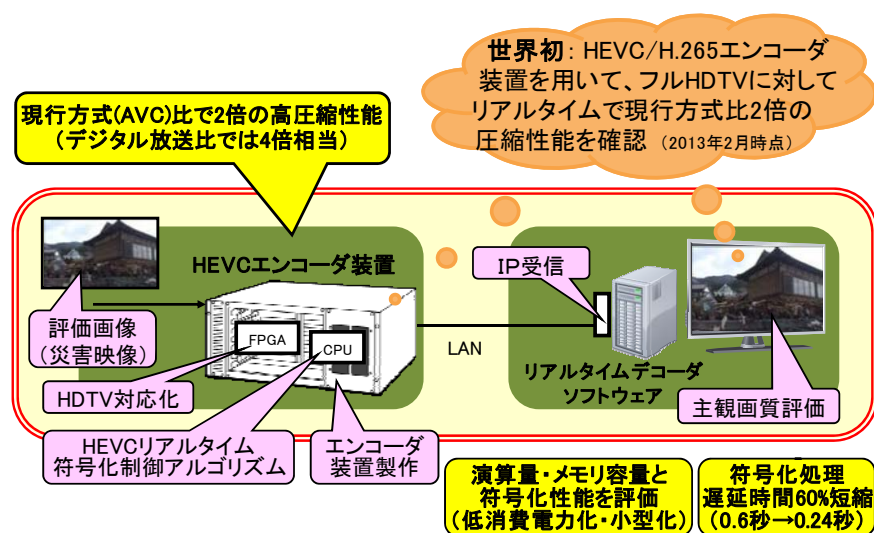 世界初: HEVC/H.265エンコーダ
装置を用いて、フルHDTVに対して
リアルタイムで現行方式比2倍の
圧縮性能を確認 (2013年2月時点)
現行方式(AVC)比で2倍の高圧縮性能
(デジタル放送比では4倍相当)
HEVCエンコーダ装置
IP受信
評価画像
(災害映像)
FPGA
CPU
LAN
リアルタイムデコーダ
ソフトウェア
HDTV対応化
主観画質評価
HEVCリアルタイム
符号化制御アルゴリズム
エンコーダ
装置製作
演算量・メモリ容量と
符号化性能を評価
(低消費電力化・小型化)
符号化処理
遅延時間60%短縮
(0.6秒→0.24秒)